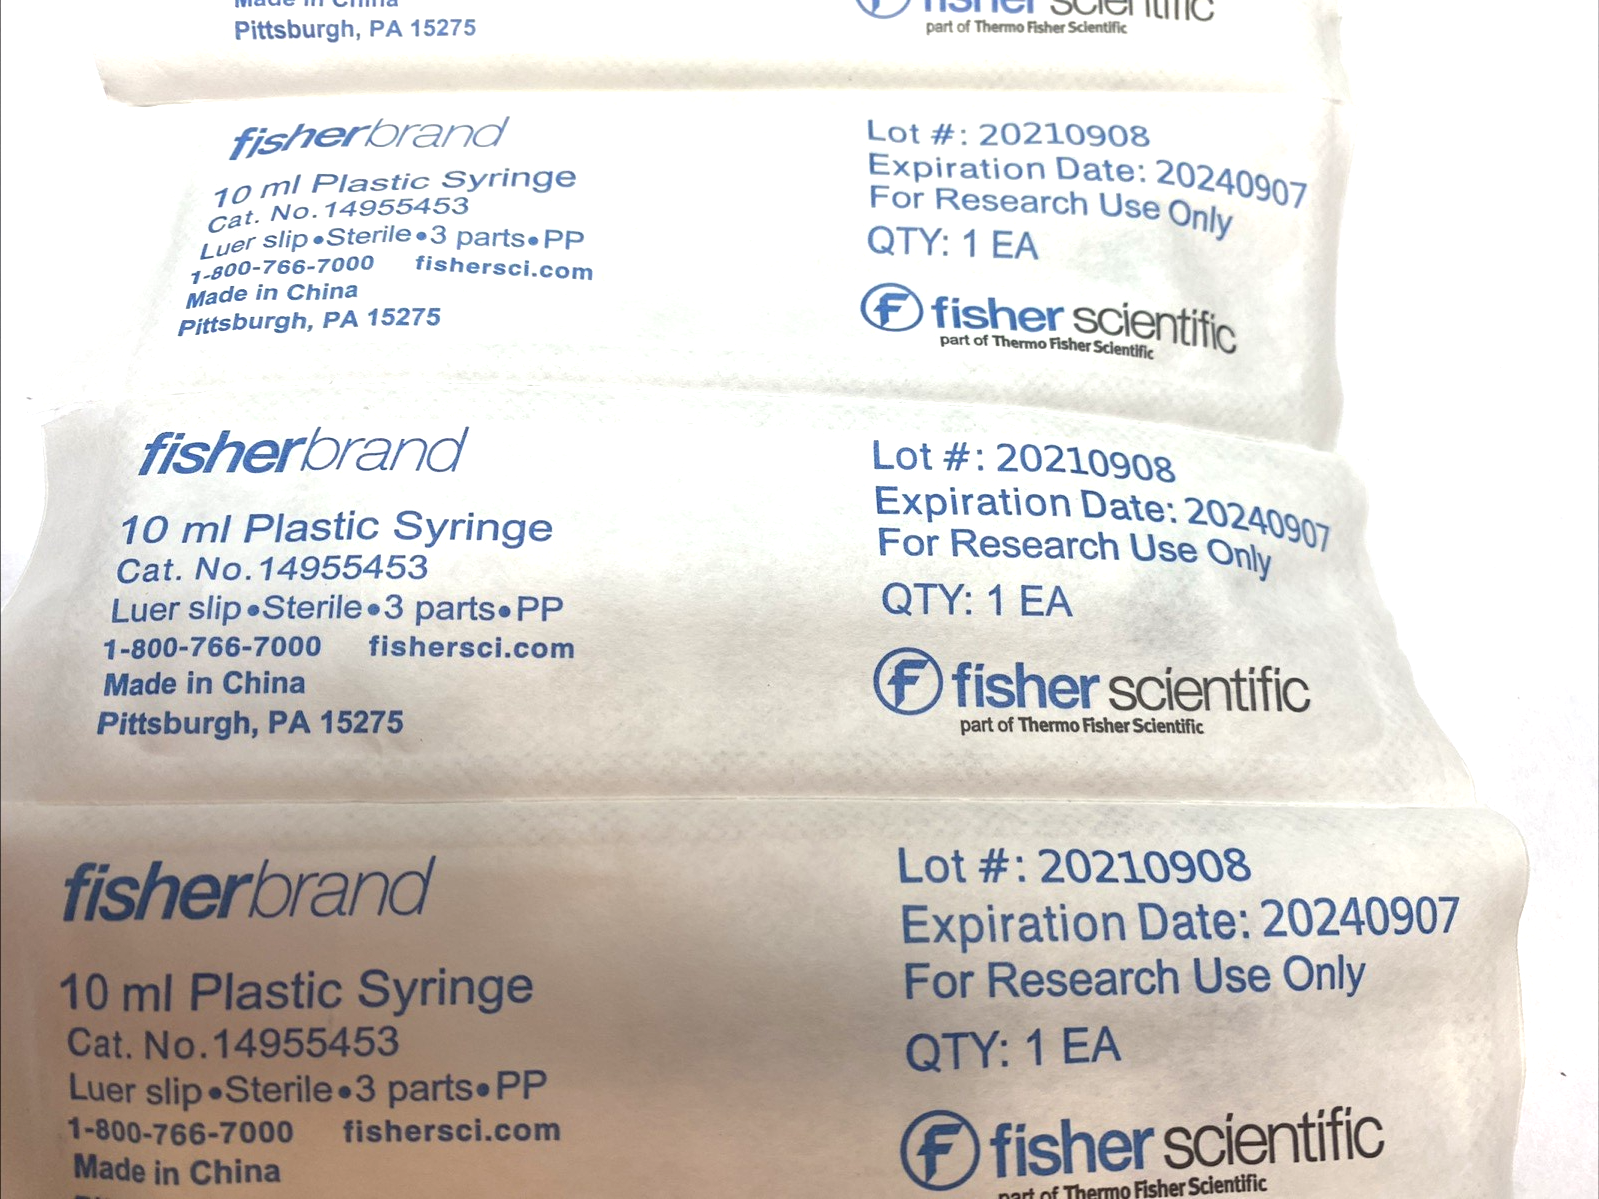 Made in China
Pittsburgh, PA 15275
fisher scientific
part of Thermo Fisher Scientific
fisherbrand
10 ml Plastic Syringe
Cat. No.14955453
Luer slip•Sterile•3 parts•PP
1-800-766-7000 fishersci.com
Made in China
Pittsburgh, PA 15275
Lot #: 20210908
Expiration Date: 20240907
For Research Use Only
QTY: 1 EA
F fisher scientific
part of Thermo Fisher Scientific
fisherbrand
10 ml Plastic Syringe
Cat. No.14955453
Luer slip•Sterile•3 parts•PP
1-800-766-7000 fishersci.com
Made in China
Pittsburgh, PA 15275
Lot #: 20210908
Expiration Date: 20240907
For Research Use Only
QTY: 1 EA
F fisher scientific
part of Thermo Fisher Scientific
fisherbrand
10 ml Plastic Syringe
Cat. No.14955453
Luer slip•Sterile•3 parts•PP
1-800-766-7000 fishersci.com
Made in China
Lot #: 20210908
Expiration Date: 20240907
For Research Use Only
QTY: 1 EA
F fisher scientific
part of Thermo Fisher Scientific